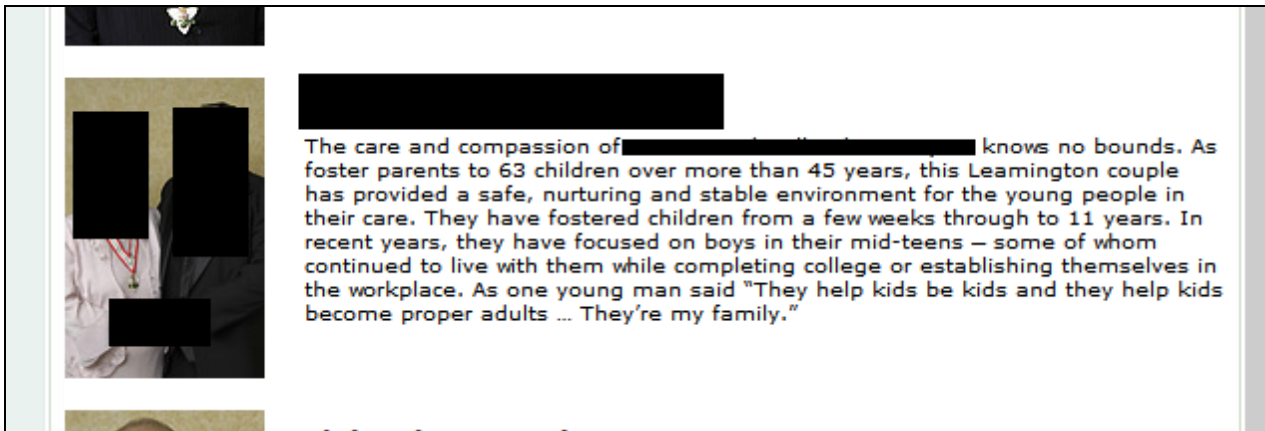 The care and compassion of knows no bounds. As
foster parents to 63 children over more than 45 years, this Leamington couple
has provided a safe, nurturing and stable environment for the young people in
their care. They have fostered children from a few weeks through to 11 years. In
recent years, they have focused on boys in their mid-teens – some of whom
continued to live with them while completing college or establishing themselves in
the workplace. As one young man said “They help kids be kids and they help kids
become proper adults … They’re my family.”